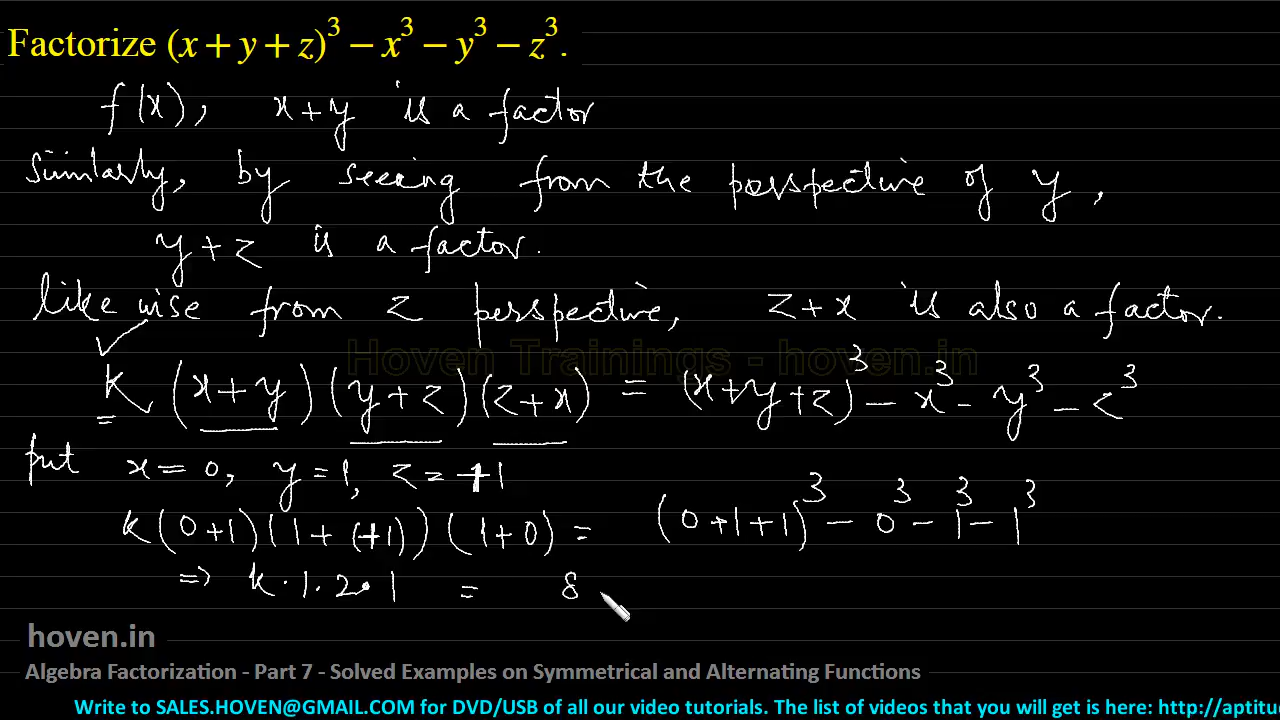 Factorize (x + y + z)³ − x³ − y³ − z³.
f(x), x+y is a factor
Similarly, by seeing from the perspective of y,
y+z is a factor.
like wise from z perspective, z+x is also a factor.
Hoven Trainings - hoven.in
K (x+y)(y+z)(z+x) = (x+y+z)³ − x³ − y³ − z³
put x=0, y=1, z=+1
k(0+1)(1+(+1))(1+0) = (0+1+1)³ − 0³ − 1³ − 1³
=> k·1·2·1 = 8
hoven.in
Algebra Factorization - Part 7 - Solved Examples on Symmetrical and Alternating Functions
Write to SALES.HOVEN@GMAIL.COM for DVD/USB of all our video tutorials. The list of videos that you will get is here: http://aptitu